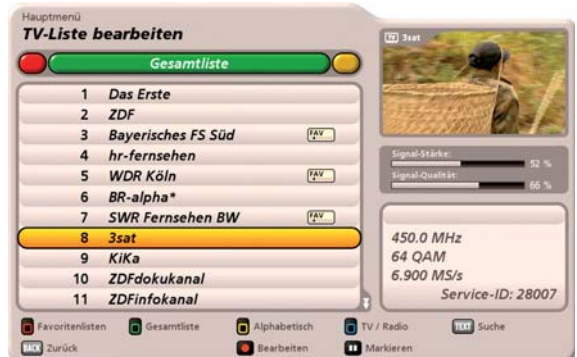 Hauptmenü
TV-Liste bearbeiten
Gesamtliste
1 Das Erste
2 ZDF
3 Bayerisches FS Süd FAV
4 hr-fernsehen
5 WDR Köln FAV
6 BR-alpha*
7 SWR Fernsehen BW FAV
8 3sat
9 KiKa
10 ZDFdokukanal
11 ZDFinfokanal
TV 3sat
Signal-Stärke:
52 %
Signal-Qualität:
66 %
450.0 MHz
64 QAM
6.900 MS/s
Service-ID: 28007
Favoritenlisten Gesamtliste Alphabetisch TV / Radio TEXT Suche
BACK Zurück Bearbeiten Markieren